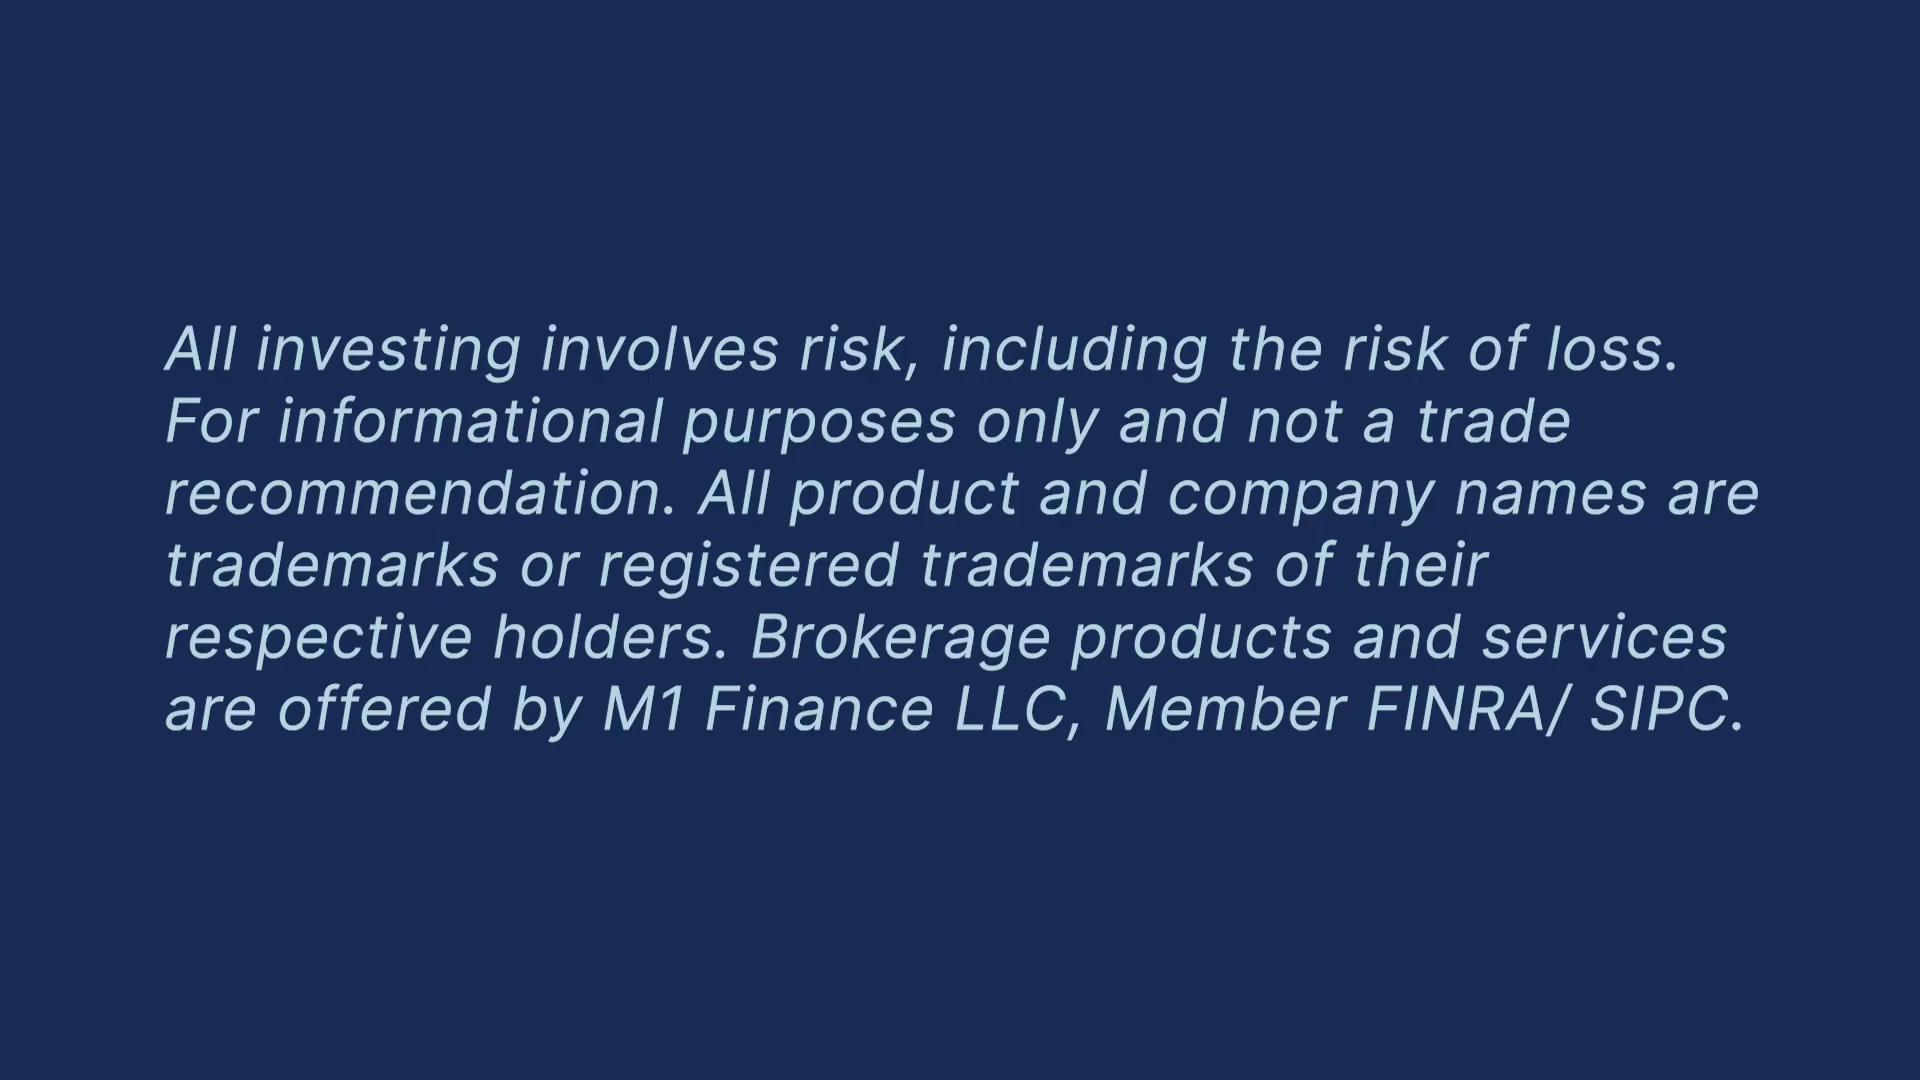 All investing involves risk, including the risk of loss.
For informational purposes only and not a trade
recommendation. All product and company names are
trademarks or registered trademarks of their
respective holders. Brokerage products and services
are offered by M1 Finance LLC, Member FINRA/ SIPC.